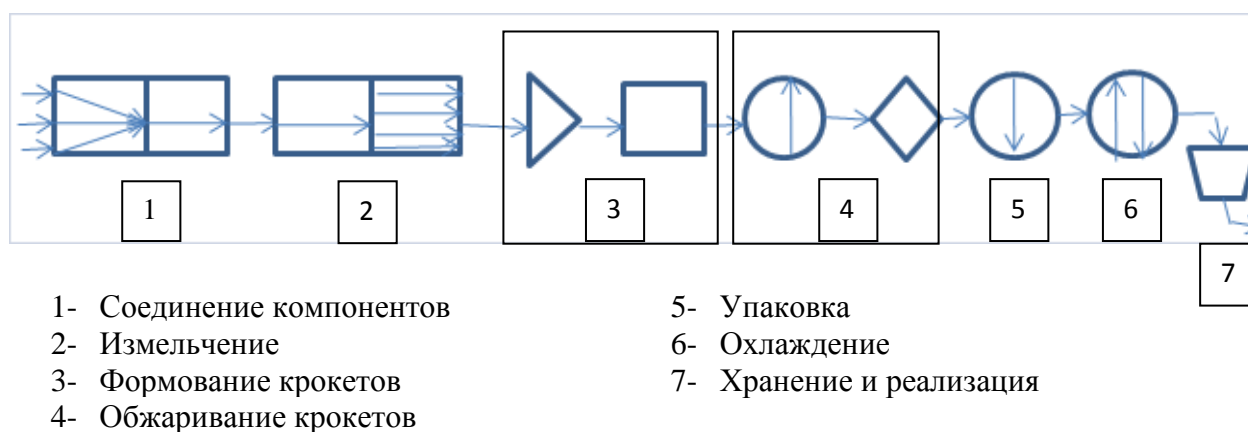 1
2
3
4
5
6
7
1- Соединение компонентов
2- Измельчение
3- Формование крокетов
4- Обжаривание крокетов
5- Упаковка
6- Охлаждение
7- Хранение и реализация